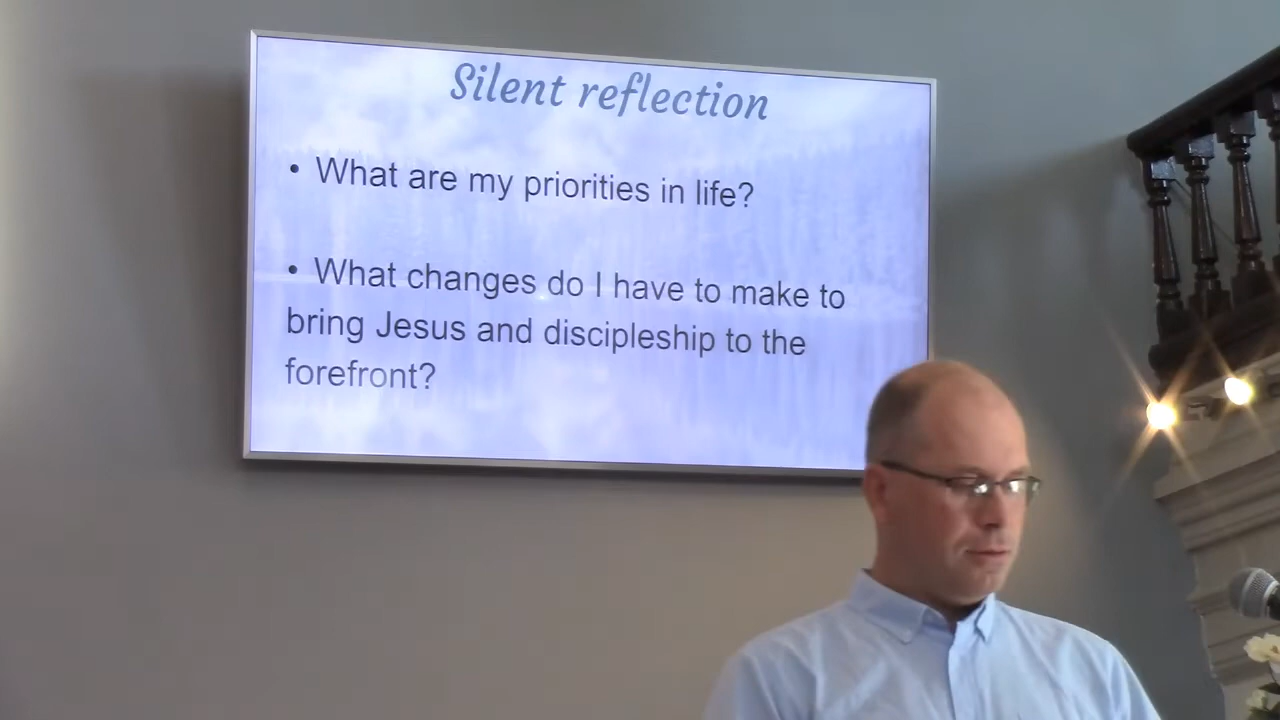 Silent reflection
• What are my priorities in life?
• What changes do I have to make to
bring Jesus and discipleship to the
forefront?